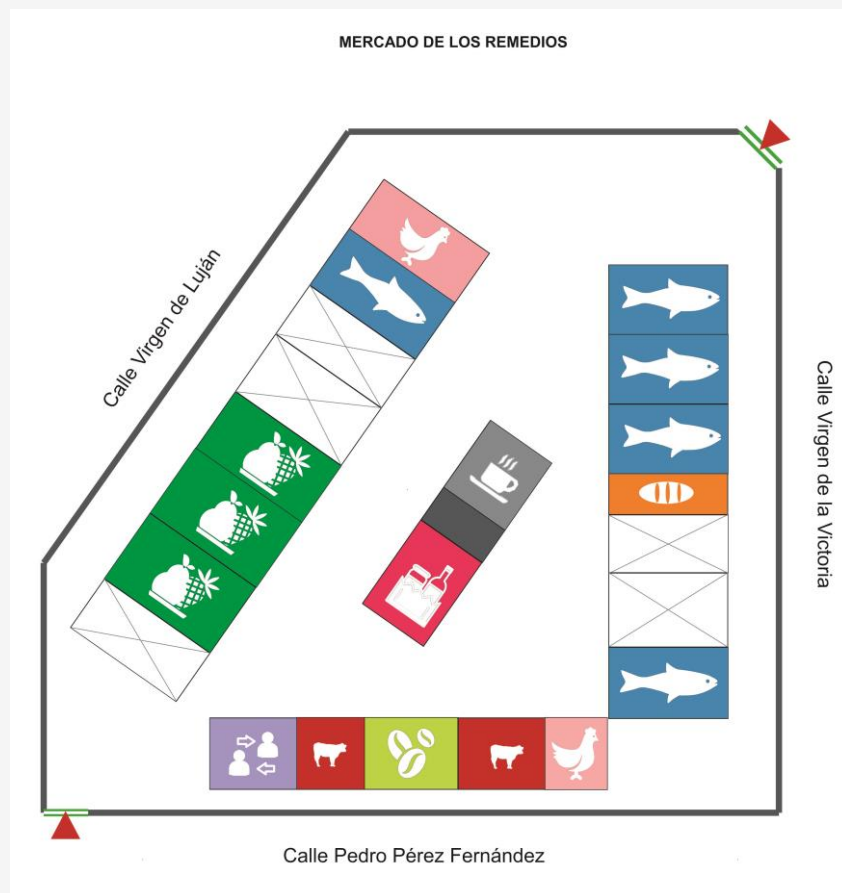 MERCADO DE LOS REMEDIOS
Calle Virgen de Luján
Calle Virgen de la Victoria
Calle Pedro Pérez Fernández